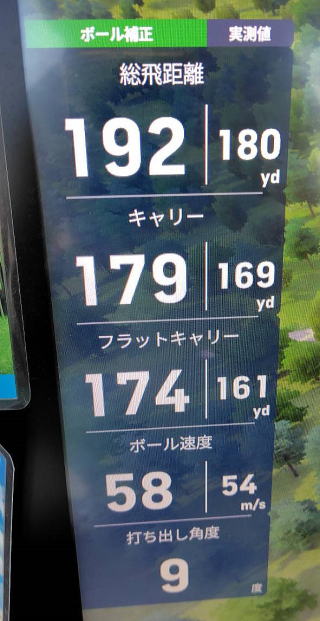 ボール補正 実測値
総飛距離
192 180 yd
キャリー
179 169 yd
フラットキャリー
174 161 yd
ボール速度
58 54 m/s
打ち出し角度
9 度